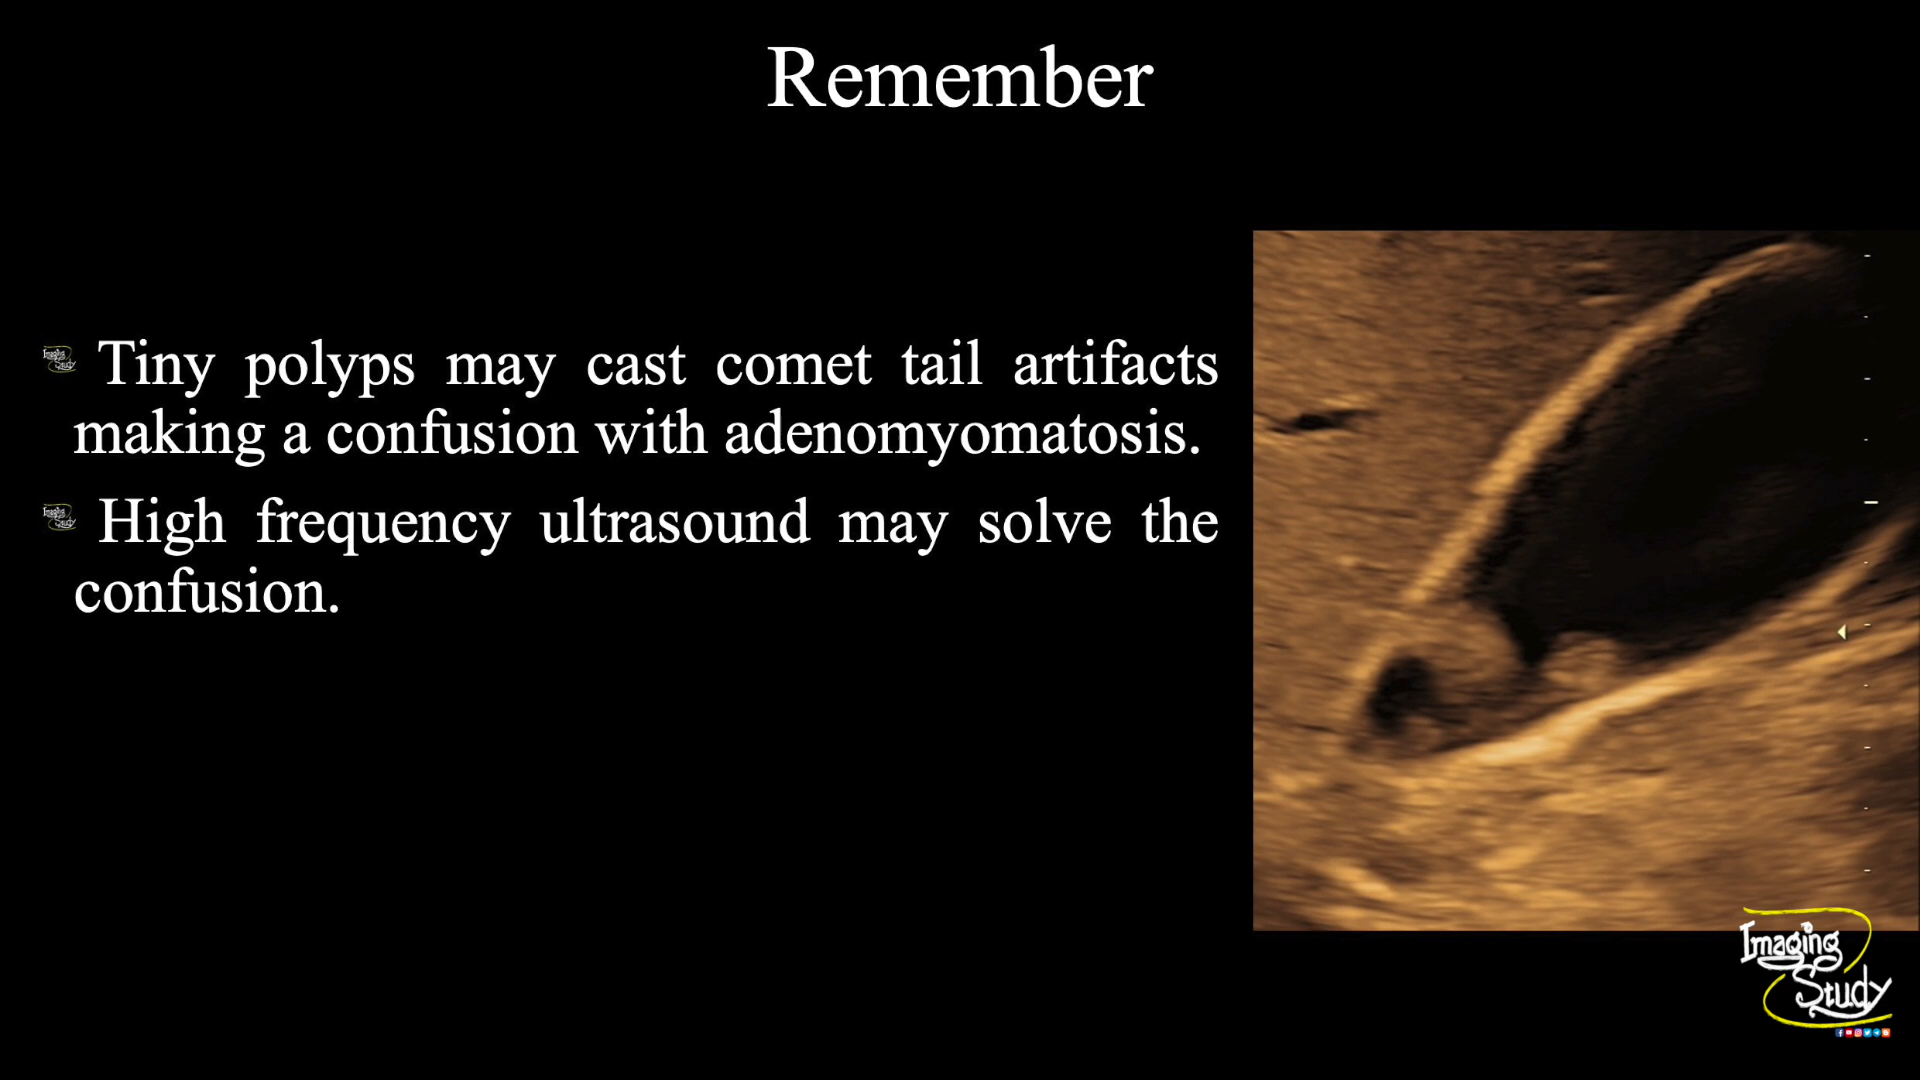 Remember
Tiny polyps may cast comet tail artifacts
making a confusion with adenomyomatosis.
High frequency ultrasound may solve the
confusion.
Imaging
Study